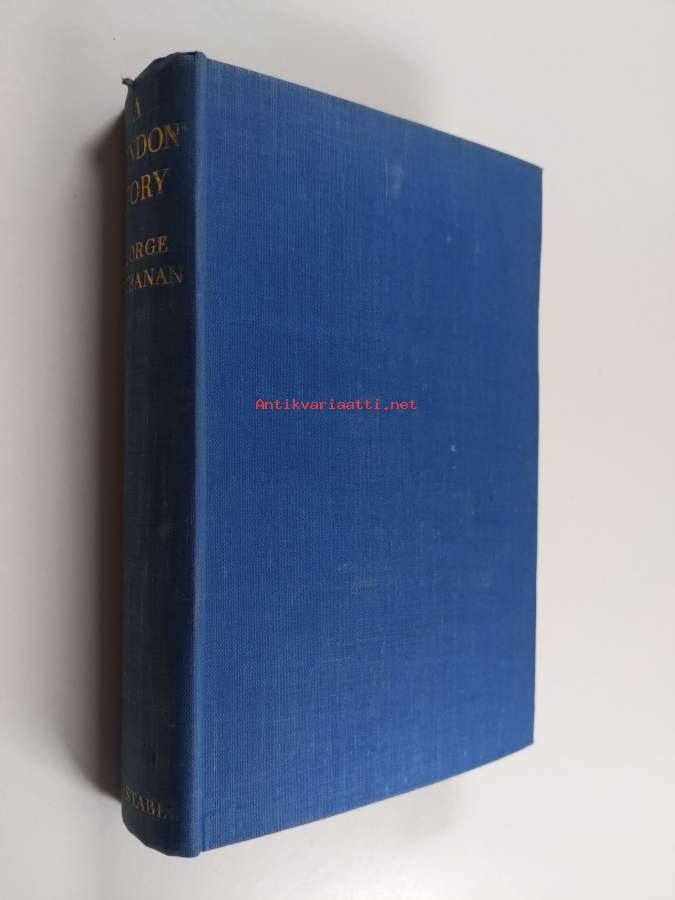 A
NDON
ORY
ORGE
HANAN
STABL
Antikvariaatti.net